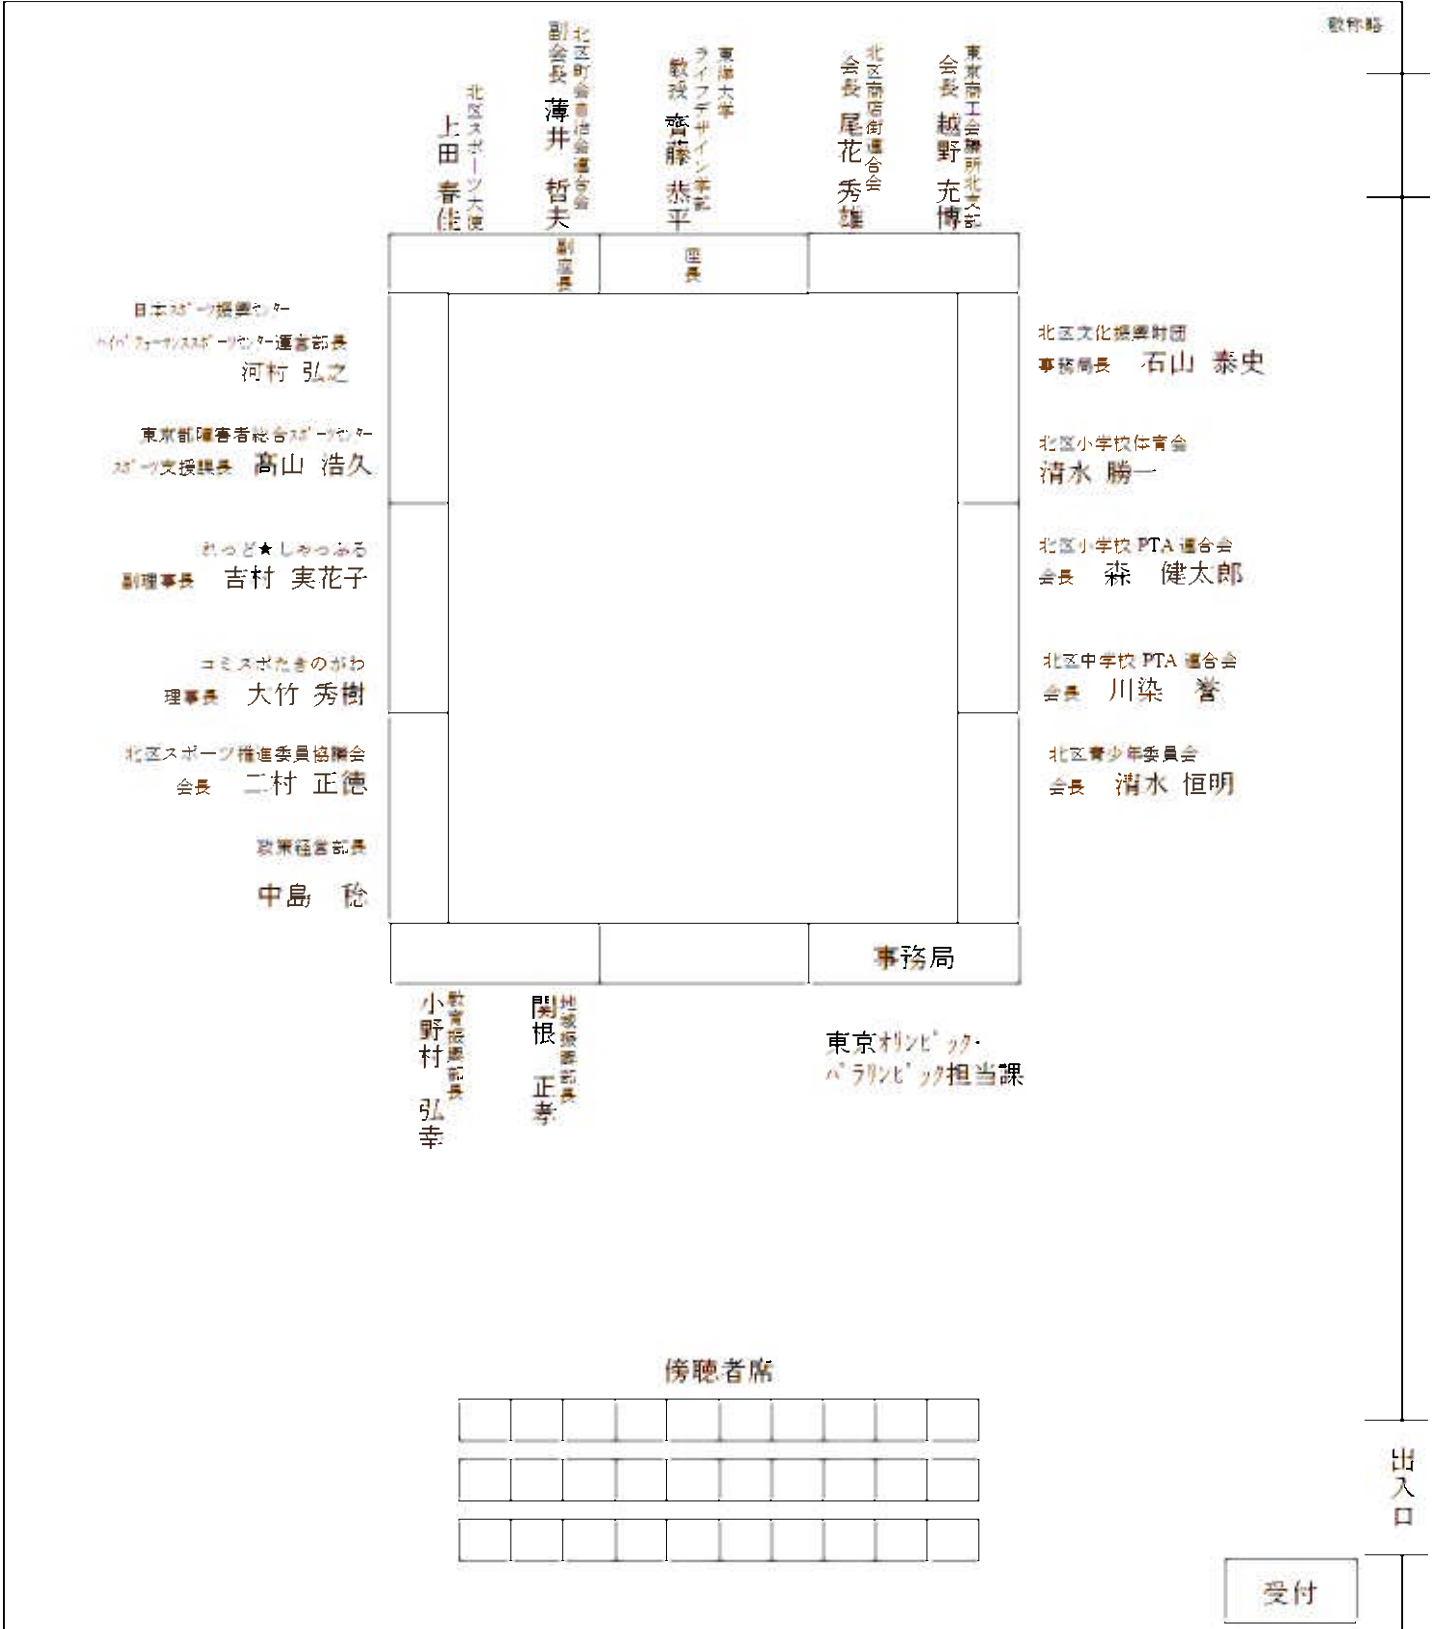 敬称略
東京商工会議所北支部
会長 越野 充博
北区商店街連合会
会長 尾花 秀雄
東洋大学
ライフデザイン学部
教授 齊藤 恭平
北区町会自治会連合会
副会長 薄井 哲夫
北区スポーツ大使
上田 春佳
副座長
座長
日本ｽﾎﾟｰﾂ振興ｾﾝﾀｰ
ﾊｲﾊﾟﾌｫｰﾏﾝｽｽﾎﾟｰﾂｾﾝﾀｰ運営部長
河村 弘之
東京都障害者総合ｽﾎﾟｰﾂｾﾝﾀｰ
ｽﾎﾟｰﾂ支援課長 髙山 浩久
れっど★しゃっふる
副理事長 吉村 実花子
コミスポたきのがわ
理事長 大竹 秀樹
北区スポーツ推進委員協議会
会長 二村 正徳
政策経営部長
中島 稔
北区文化振興財団
事務局長 石山 泰史
北区小学校体育会
清水 勝一
北区小学校 PTA 連合会
会長 森 健太郎
北区中学校 PTA 連合会
会長 川染 誉
北区青少年委員会
会長 清水 恒明
事務局
教育振興部長
小野村 弘幸
地域振興部長
関根 正孝
東京ｵﾘﾝﾋﾟｯｸ・
ﾊﾟﾗﾘﾝﾋﾟｯｸ担当課
傍聴者席
出入口
受付